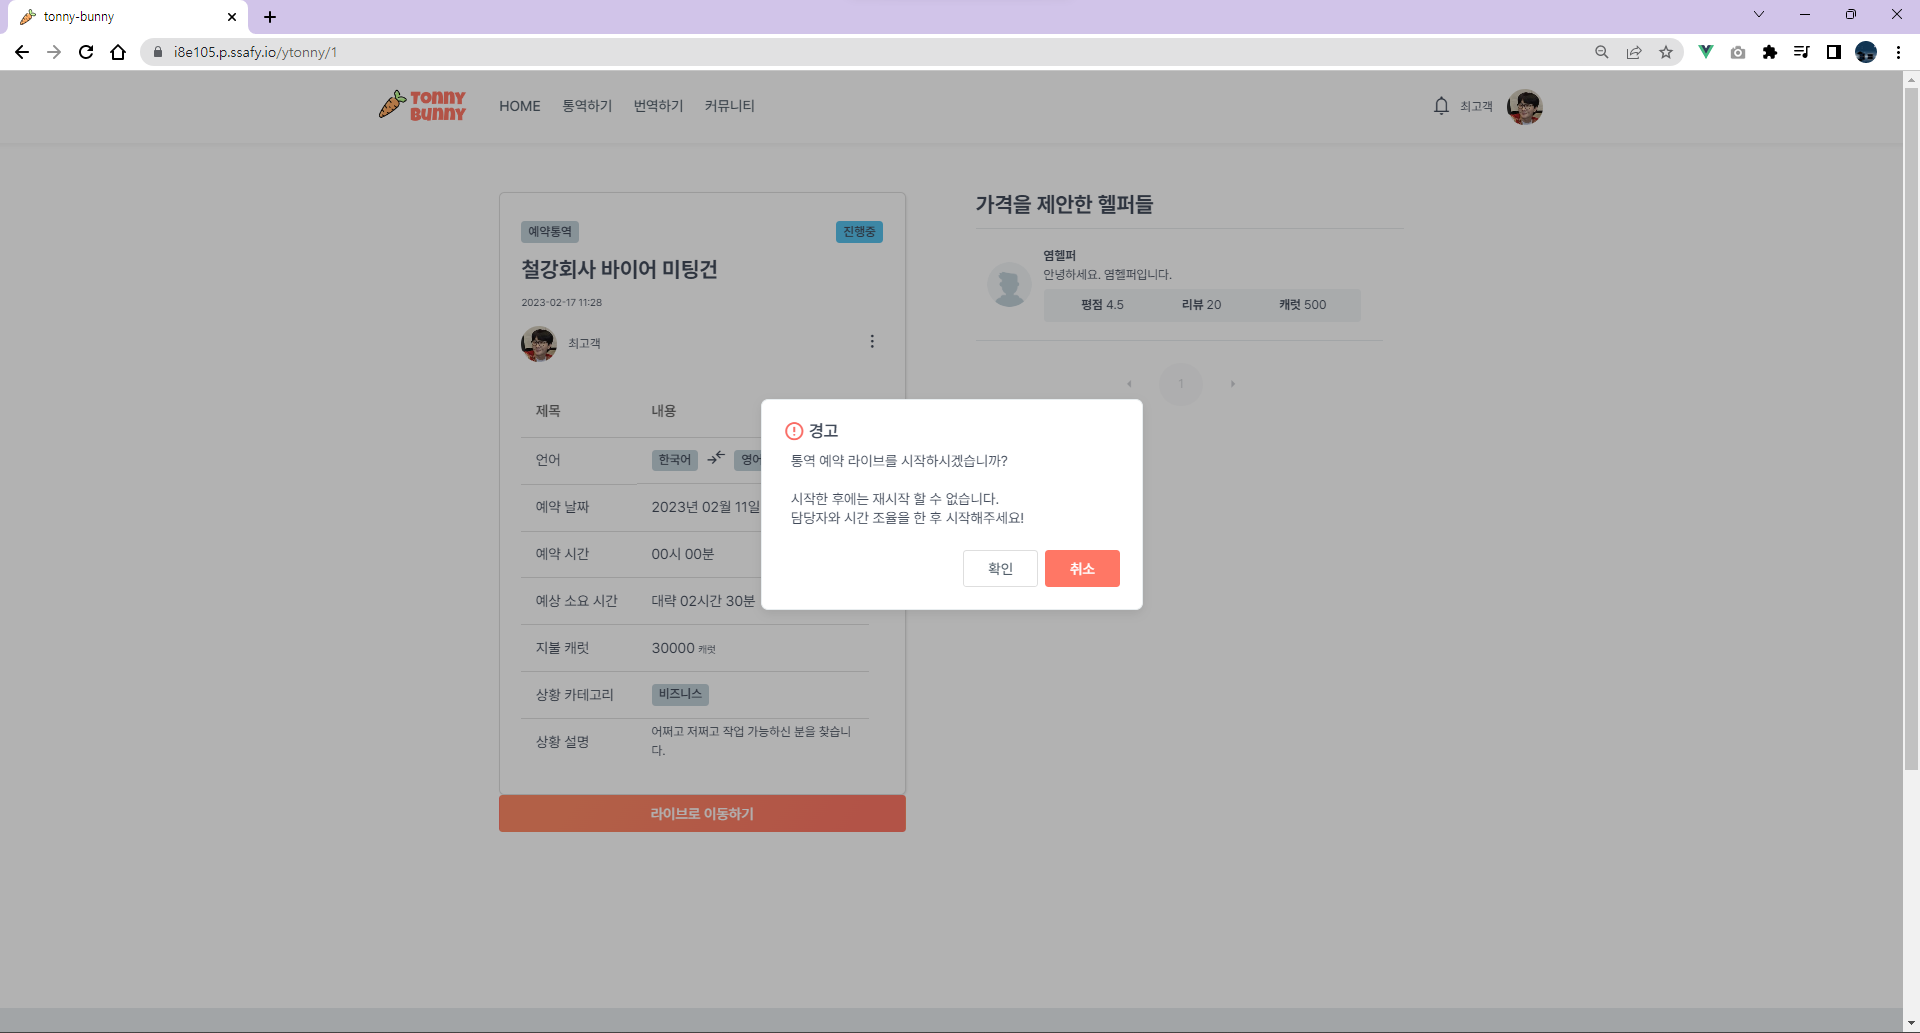 tonny-bunny
i8e105.p.ssafy.io/ytonny/1
TONNY BUNNY
HOME 통역하기 번역하기 커뮤니티
최고객
예약통역 진행중
철강회사 바이어 미팅건
2023-02-17 11:28
최고객
제목 내용
언어 한국어 영어
예약 날짜 2023년 02월 11일
예약 시간 00시 00분
예상 소요 시간 대략 02시간 30분
지불 캐럿 30000 캐럿
상황 카테고리 비즈니스
상황 설명 어쩌고 저쩌고 작업 가능하신 분을 찾습니
다.
라이브로 이동하기
가격을 제안한 헬퍼들
염헬퍼
안녕하세요. 염헬퍼입니다.
평점 4.5 리뷰 20 캐럿 500
1
경고
통역 예약 라이브를 시작하시겠습니까?
시작한 후에는 재시작 할 수 없습니다.
담당자와 시간 조율을 한 후 시작해주세요!
확인 취소